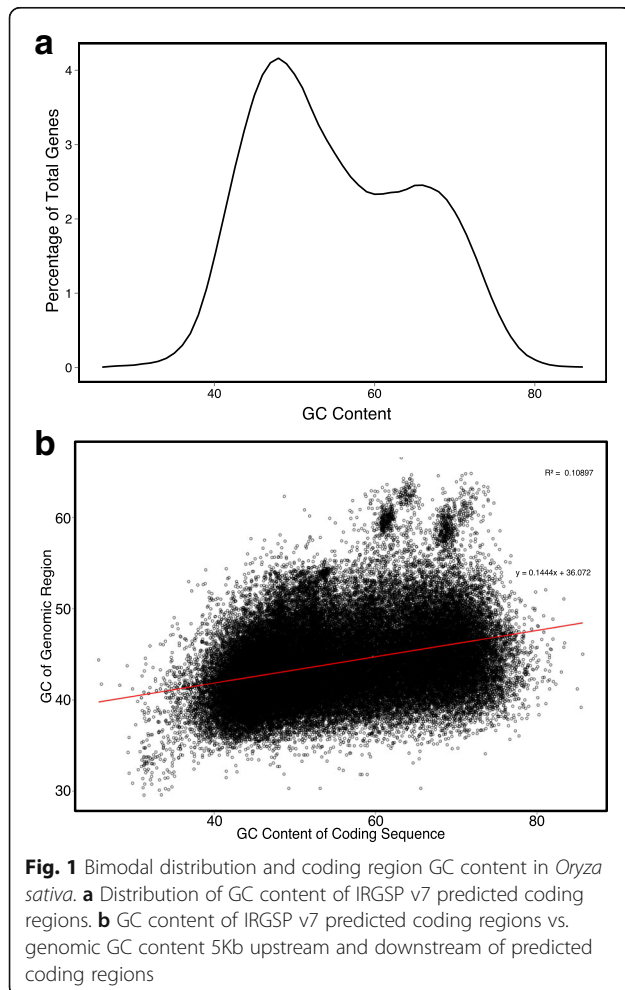 a
Percentage of Total Genes
4
3
2
1
0
40 60 80
GC Content
b
GC of Genomic Region
60
50
40
30
R² = 0.10897
y = 0.1444x + 36.072
40 60 80
GC Content of Coding Sequence
Fig. 1 Bimodal distribution and coding region GC content in Oryza
sativa. a Distribution of GC content of IRGSP v7 predicted coding
regions. b GC content of IRGSP v7 predicted coding regions vs.
genomic GC content 5Kb upstream and downstream of predicted
coding regions